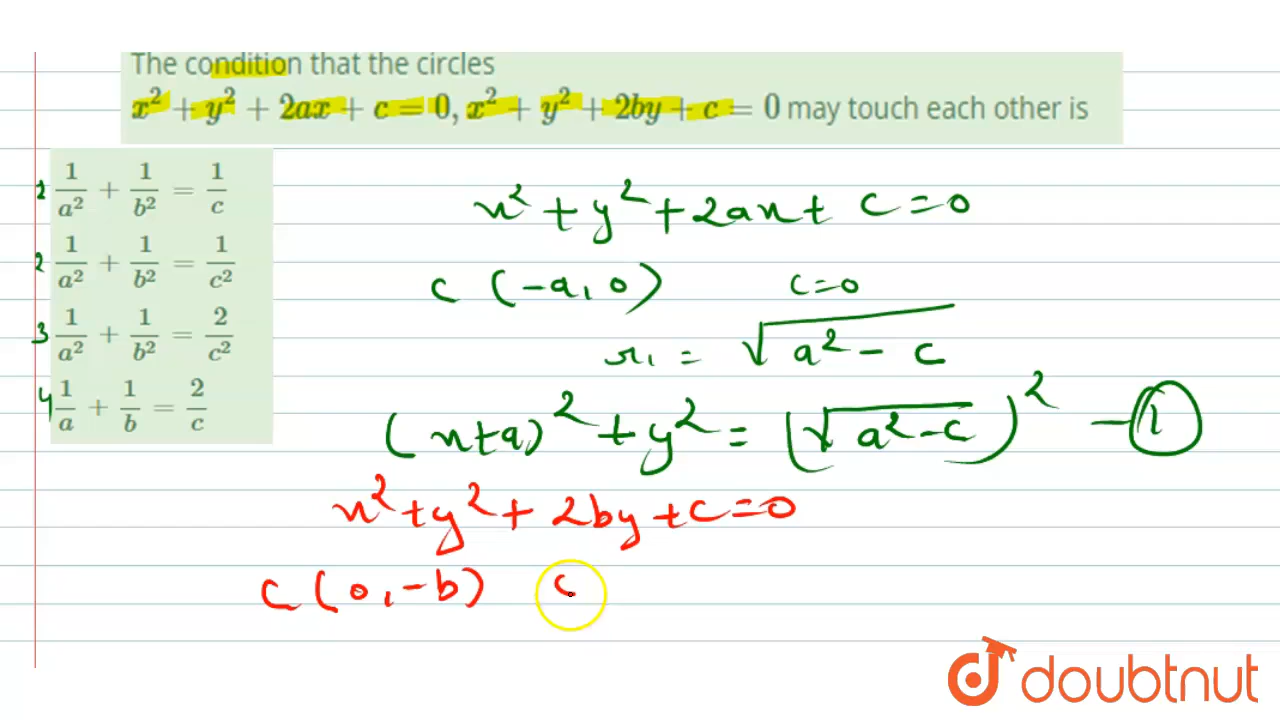 The condition that the circles
x² + y² + 2ax + c = 0, x² + y² + 2by + c = 0 may touch each other is
1 1/a² + 1/b² = 1/c
2 1/a² + 1/b² = 1/c²
3 1/a² + 1/b² = 2/c²
4 1/a + 1/b = 2/c
x² + y² + 2ax + c = 0
c (-a, 0) c = 0
r₁ = √(a² - c)
(x+a)² + y² = (√(a² - c))² - ①
x² + y² + 2by + c = 0
c (0, -b) c
doubtnut